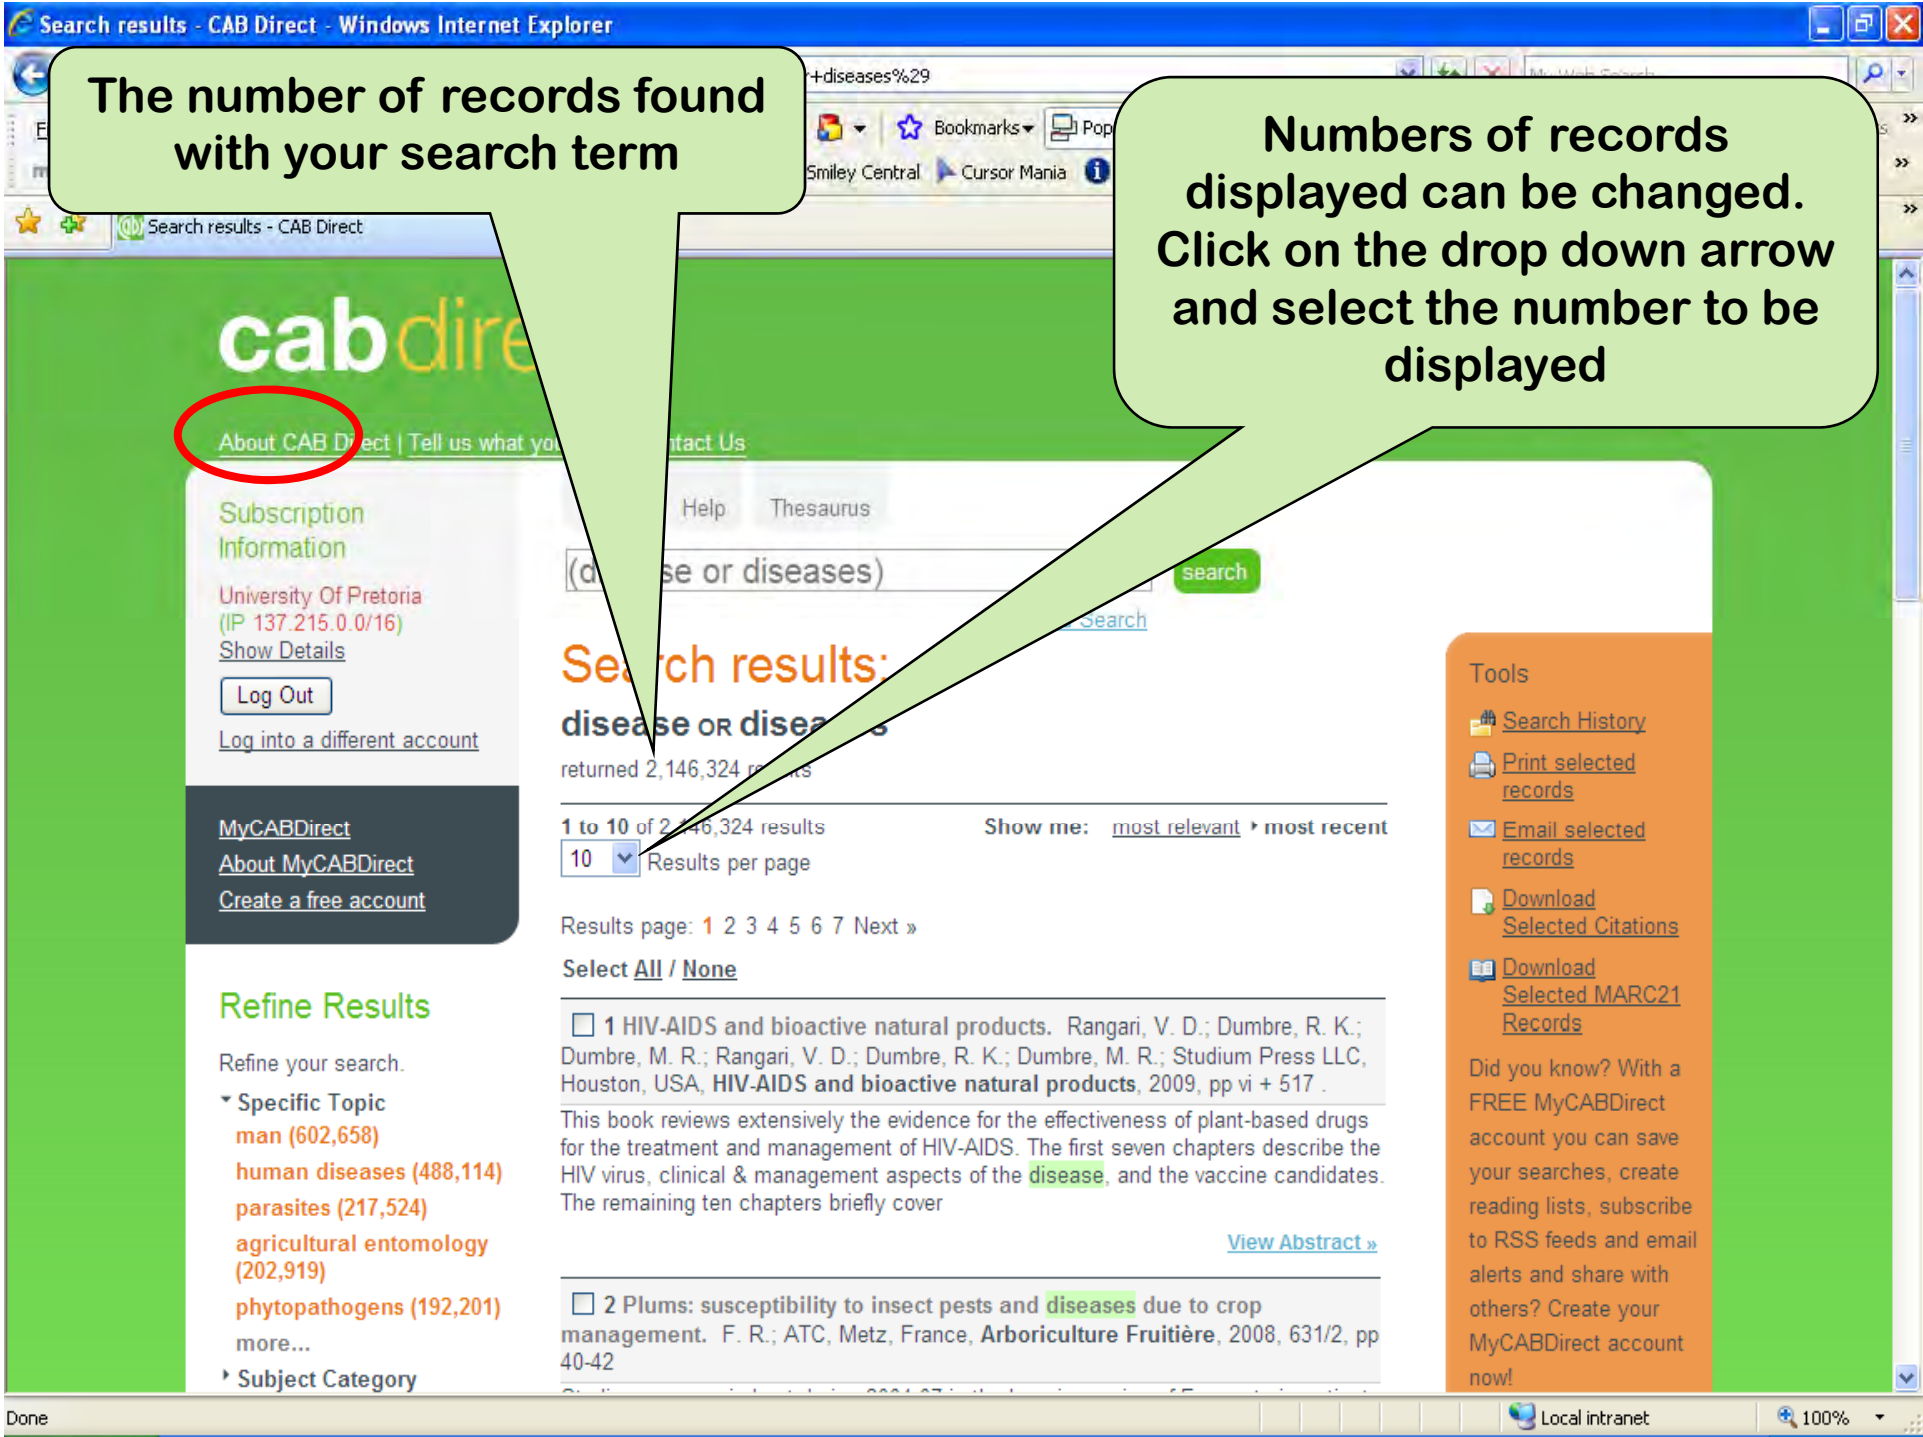 Search results - CAB Direct - Windows Internet Explorer
The number of records found
with your search term
r+diseases%29
Bookmarks
Pop
Smiley Central
Cursor Mania
Search results - CAB Direct
Numbers of records
displayed can be changed.
Click on the drop down arrow
and select the number to be
displayed
cab dire
About CAB Direct | Tell us what
ntact Us
Subscription
Information
University Of Pretoria
(IP 137.215.0.0/16)
Show Details
Log Out
Log into a different account
MyCABDirect
About MyCABDirect
Create a free account
Refine Results
Refine your search.
Specific Topic
man (602,658)
human diseases (488,114)
parasites (217,524)
agricultural entomology
(202,919)
phytopathogens (192,201)
more...
Subject Category
Help
Thesaurus
(d se or diseases)
search
Search
Search results:
disease OR diseases
returned 2,146,324 results
1 to 10 of 2,146,324 results
Show me: most relevant most recent
10
Results per page
Results page: 1 2 3 4 5 6 7 Next »
Select All / None
1 HIV-AIDS and bioactive natural products. Rangari, V. D.; Dumbre, R. K.;
Dumbre, M. R.; Rangari, V. D.; Dumbre, R. K.; Dumbre, M. R.; Studium Press LLC,
Houston, USA, HIV-AIDS and bioactive natural products, 2009, pp vi + 517 .
This book reviews extensively the evidence for the effectiveness of plant-based drugs
for the treatment and management of HIV-AIDS. The first seven chapters describe the
HIV virus, clinical & management aspects of the disease, and the vaccine candidates.
The remaining ten chapters briefly cover
View Abstract »
2 Plums: susceptibility to insect pests and diseases due to crop
management. F. R.; ATC, Metz, France, Arboriculture Fruitière, 2008, 631/2, pp
40-42
Tools
Search History
Print selected
records
Email selected
records
Download
Selected Citations
Download
Selected MARC21
Records
Did you know? With a
FREE MyCABDirect
account you can save
your searches, create
reading lists, subscribe
to RSS feeds and email
alerts and share with
others? Create your
MyCABDirect account
now!
Done
Local intranet
100%